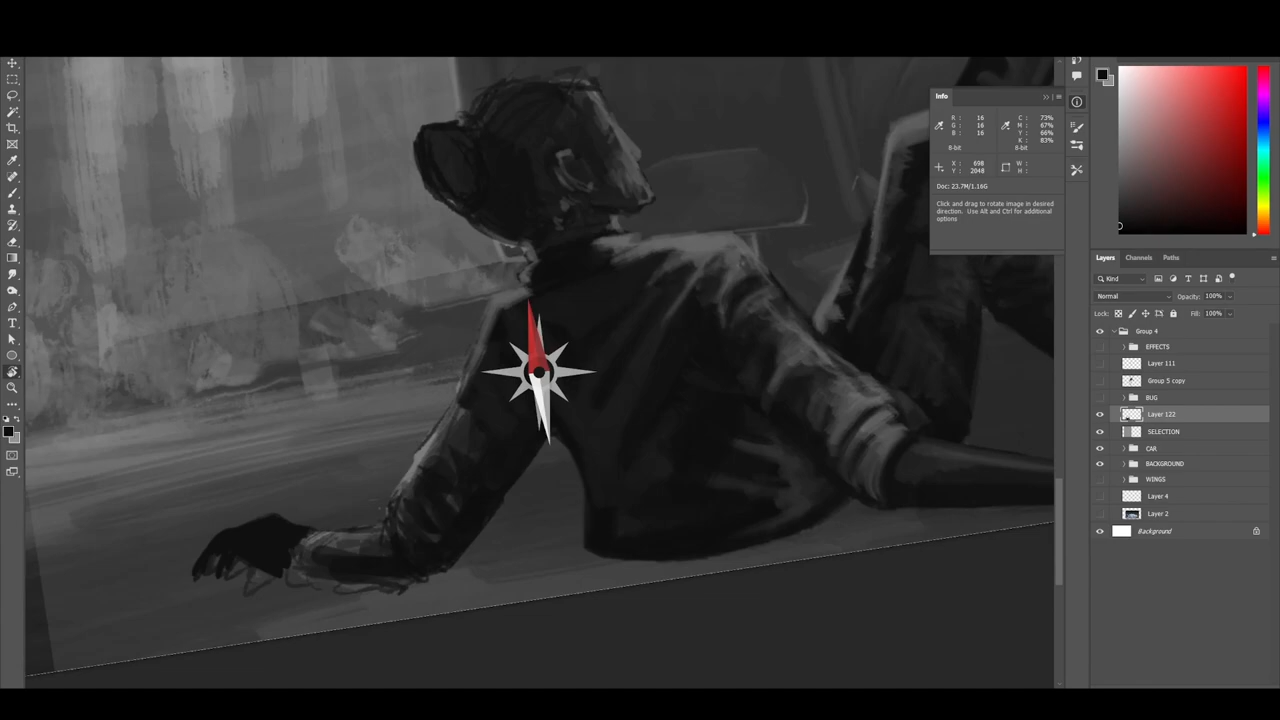 Info
R : 16
G : 16
B : 16
C : 73%
M : 67%
Y : 66%
K : 83%
8-bit
8-bit
X : 698
Y : 2048
W :
H :
Doc: 23.7M/1.16G
Click and drag to rotate image in desired
direction. Use Alt and Ctrl for additional
options
Layers Channels Paths
Kind
Normal Opacity: 100%
Lock: Fill: 100%
Group 4
EFFECTS
Layer 111
Group 5 copy
BUG
Layer 122
SELECTION
CAR
BACKGROUND
WINGS
Layer 4
Layer 2
Background